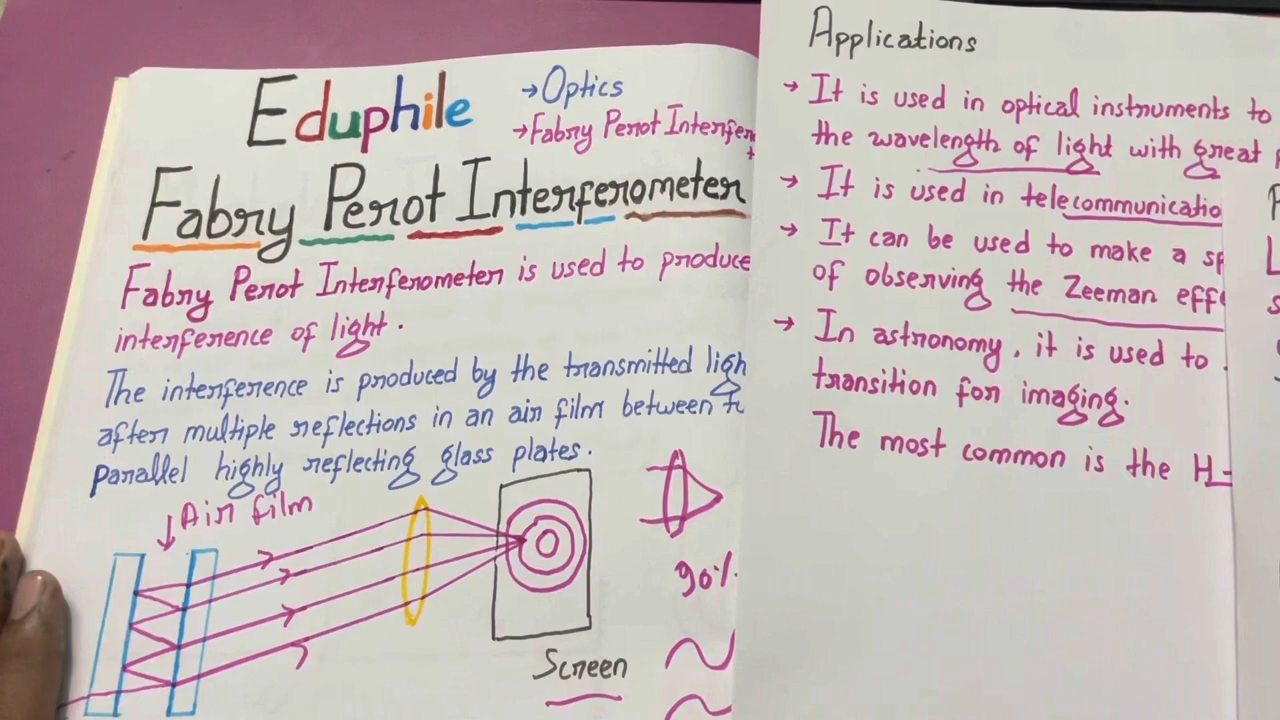 Eduphile
→ Optics
→ Fabry Perot Interfer
Fabry Perot Interferometer
Fabry Perot Interferometer is used to produce
interference of light.
The interference is produced by the transmitted ligh
after multiple reflections in an air film between
parallel highly reflecting glass plates.
↓ Air film
90%
Screen
Applications
→ It is used in optical instruments to
the wavelength of light with great
→ It is used in telecommunicatio
→ It can be used to make a sp
of observing the Zeeman eff
→ In astronomy, it is used to
transition for imaging.
The most common is the H-